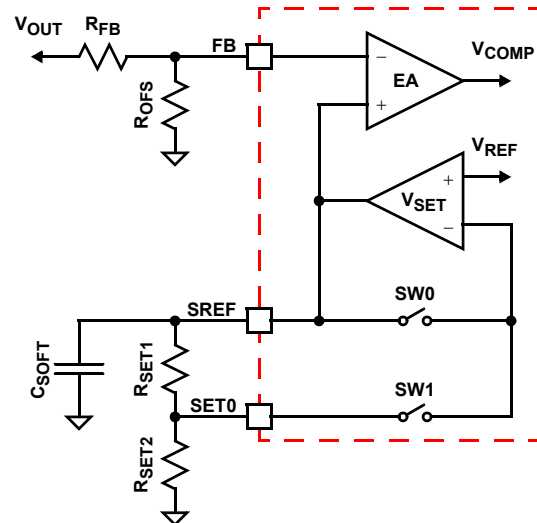 VOUT
RFB
FB
ROFS
−
EA
+
VCOMP
VREF
+
VSET
−
SREF
SW0
CSOFT
RSET1
SET0
SW1
RSET2